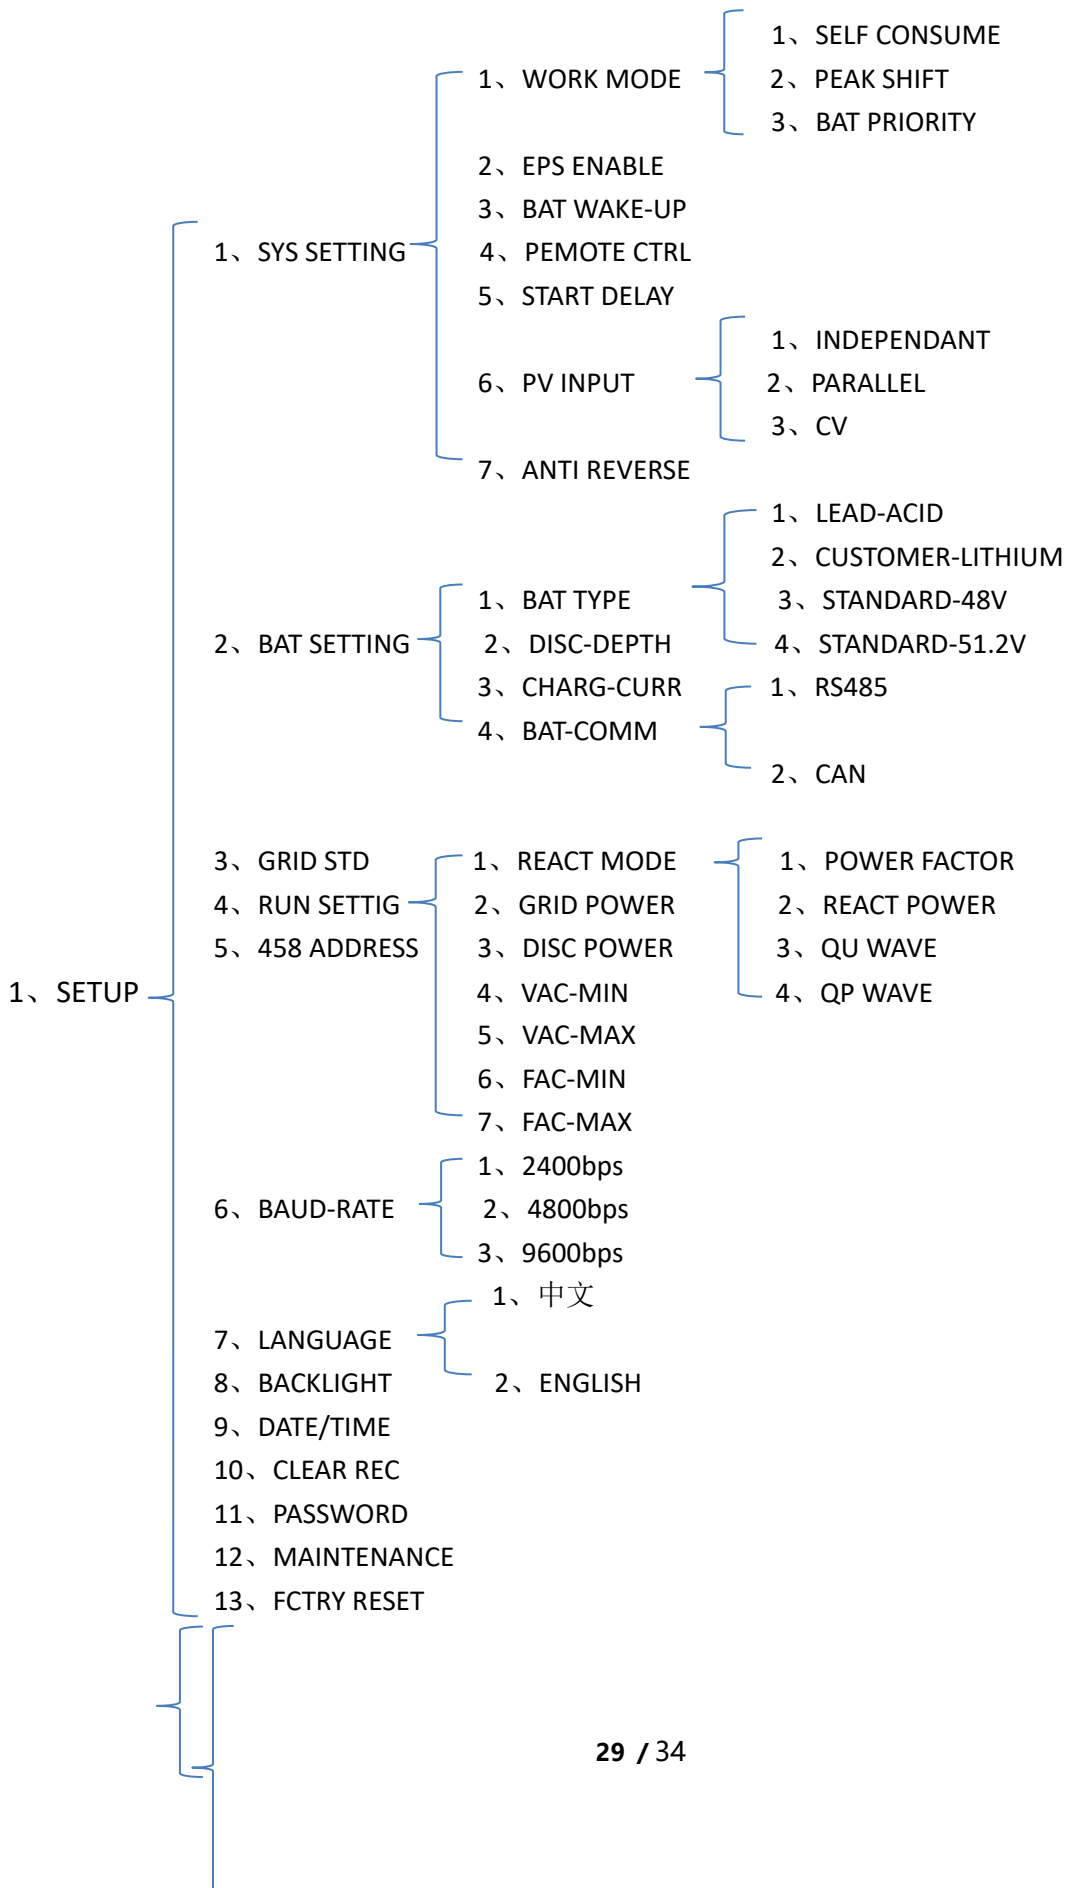 1、SELF CONSUME
1、WORK MODE 2、PEAK SHIFT
3、BAT PRIORITY
2、EPS ENABLE
3、BAT WAKE-UP
1、SYS SETTING 4、PEMOTE CTRL
5、START DELAY
1、INDEPENDANT
6、PV INPUT 2、PARALLEL
3、CV
7、ANTI REVERSE
1、LEAD-ACID
2、CUSTOMER-LITHIUM
1、BAT TYPE 3、STANDARD-48V
2、BAT SETTING 2、DISC-DEPTH 4、STANDARD-51.2V
3、CHARG-CURR 1、RS485
4、BAT-COMM
2、CAN
3、GRID STD 1、REACT MODE 1、POWER FACTOR
4、RUN SETTIG 2、GRID POWER 2、REACT POWER
5、458 ADDRESS 3、DISC POWER 3、QU WAVE
1、SETUP 4、VAC-MIN 4、QP WAVE
5、VAC-MAX
6、FAC-MIN
7、FAC-MAX
1、2400bps
6、BAUD-RATE 2、4800bps
3、9600bps
1、中文
7、LANGUAGE
8、BACKLIGHT 2、ENGLISH
9、DATE/TIME
10、CLEAR REC
11、PASSWORD
12、MAINTENANCE
13、FCTRY RESET
29 / 34